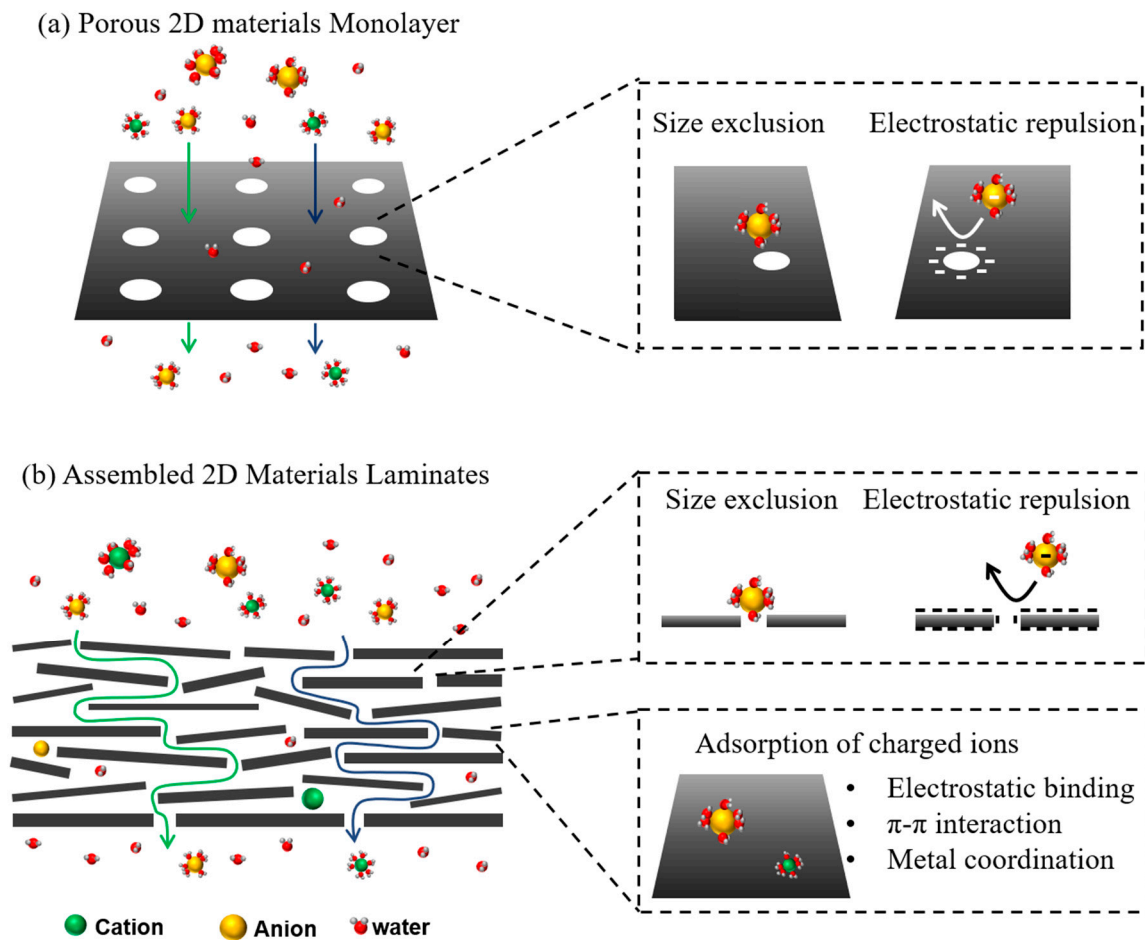 (a) Porous 2D materials Monolayer
Size exclusion
Electrostatic repulsion
(b) Assembled 2D Materials Laminates
Size exclusion
Electrostatic repulsion
Adsorption of charged ions
• Electrostatic binding
• π-π interaction
• Metal coordination
Cation
Anion
water